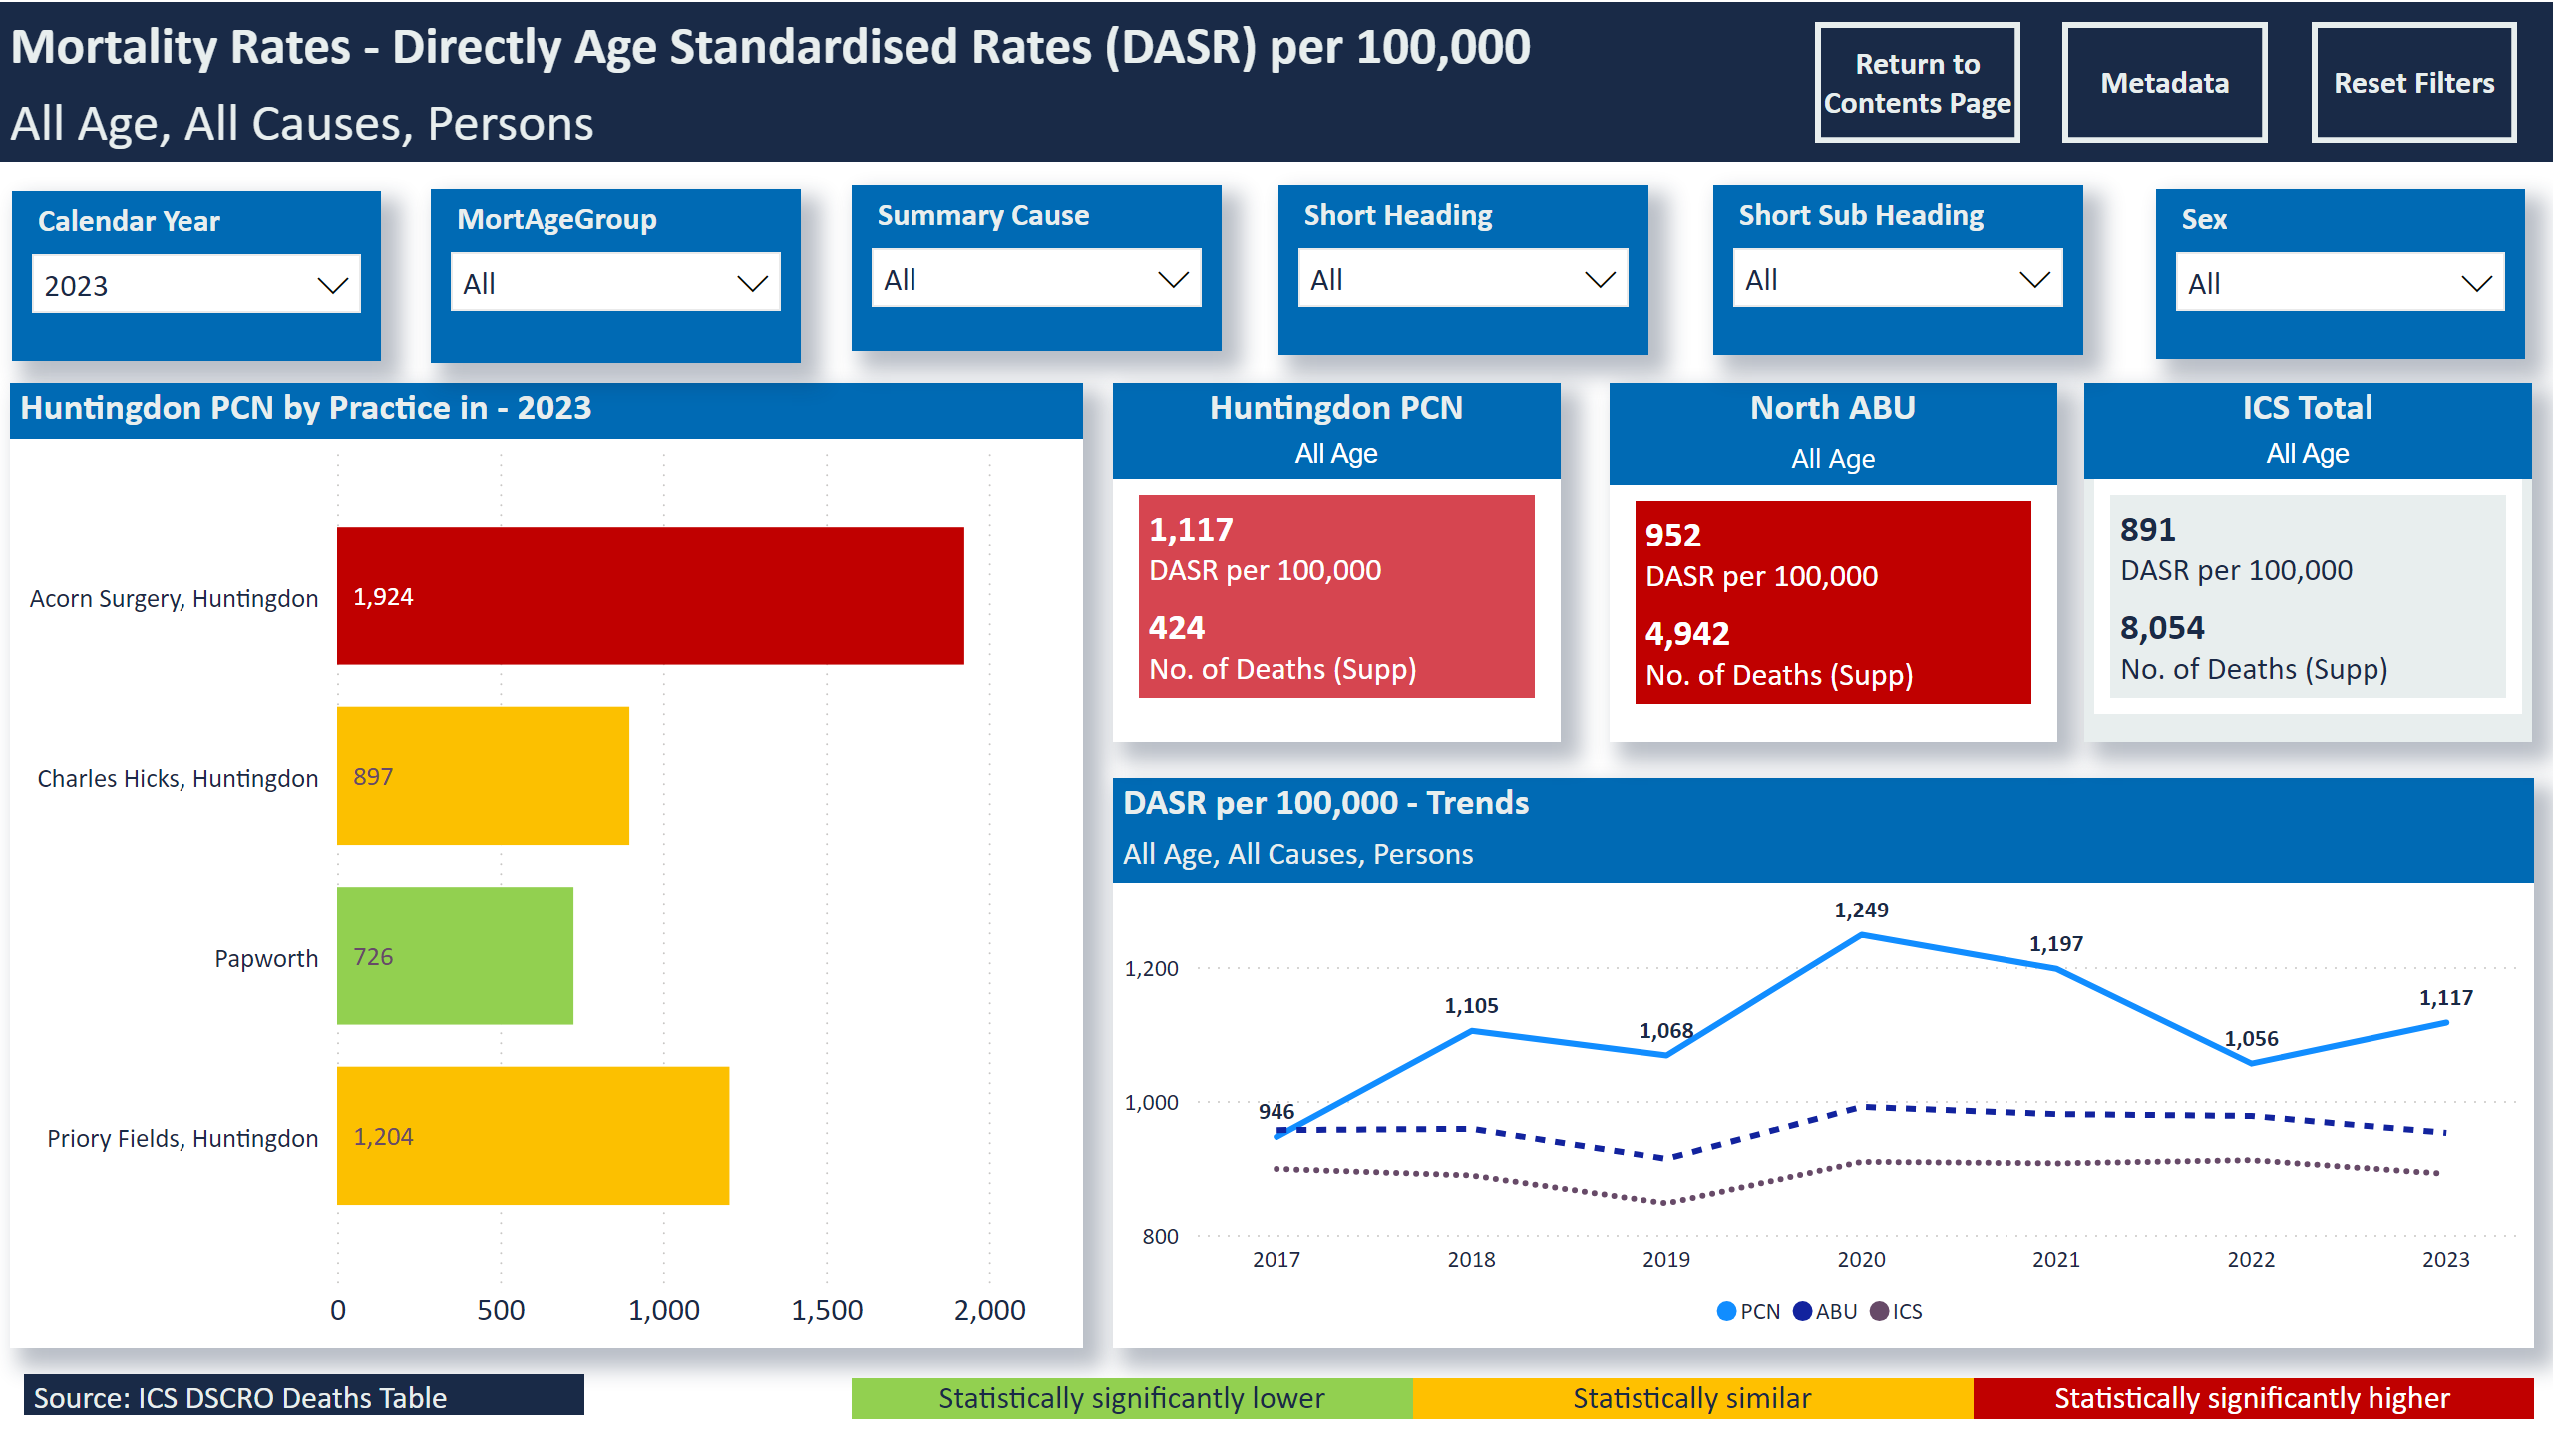 Mortality Rates - Directly Age Standardised Rates (DASR) per 100,000
All Age, All Causes, Persons
Return to
Contents Page
Metadata
Reset Filters
Calendar Year
2023
MortAgeGroup
All
Summary Cause
All
Short Heading
All
Short Sub Heading
All
Sex
All
Huntingdon PCN by Practice in - 2023
Acorn Surgery, Huntingdon
1,924
Charles Hicks, Huntingdon
897
Papworth
726
Priory Fields, Huntingdon
1,204
0
500
1,000
1,500
2,000
Huntingdon PCN
All Age
1,117
DASR per 100,000
424
No. of Deaths (Supp)
North ABU
All Age
952
DASR per 100,000
4,942
No. of Deaths (Supp)
ICS Total
All Age
891
DASR per 100,000
8,054
No. of Deaths (Supp)
DASR per 100,000 - Trends
All Age, All Causes, Persons
1,200
1,000
800
946
1,105
1,068
1,249
1,197
1,056
1,117
2017
2018
2019
2020
2021
2022
2023
PCN
ABU
ICS
Source: ICS DSCRO Deaths Table
Statistically significantly lower
Statistically similar
Statistically significantly higher